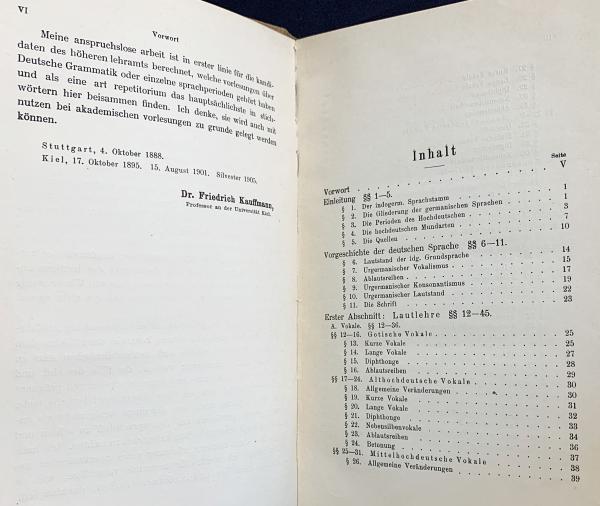 VI
Vorwort
Meine anspruchslose arbeit ist in erster linie für die kandi-
daten des höheren lehramts berechnet, welche vorlesungen über
Deutsche Grammatik oder einzelne sprachperioden gehört haben
und als eine art repetitorium das hauptsächlichste in stich-
wörtern hier beisammen finden. Ich denke, sie wird auch mit
nutzen bei akademischen vorlesungen zu grunde gelegt werden
können.
Stuttgart, 4. Oktober 1888.
Kiel, 17. Oktober 1895. 15. August 1901. Silvester 1905.
Dr. Friedrich Kauffmann,
Professor an der Universität Kiel.
Inhalt
Seite
Vorwort V
Einleitung §§ 1—5. 1
§ 1. Der indogerm. Sprachstamm 1
§ 2. Die Gliederung der germanischen Sprachen 3
§ 3. Die Perioden des Hochdeutschen 7
§ 4. Die hochdeutschen Mundarten 10
§ 5. Die Quellen
Vorgeschichte der deutschen Sprache §§ 6—11. 14
§ 6. Lautstand der idg. Grundsprache 15
§ 7. Urgermanischer Vokalismus 17
§ 8. Ablautsreihen 19
§ 9. Urgermanischer Konsonantismus 22
§ 10. Urgermanischer Lautstand 23
§ 11. Die Schrift
Erster Abschnitt: Lautlehre §§ 12—45.
A. Vokale. §§ 12—36.
§§ 12—16. Gotische Vokale 25
§ 13. Kurze Vokale 25
§ 14. Lange Vokale 27
§ 15. Diphthonge 28
§ 16. Ablautsreihen 29
§§ 17—24. Althochdeutsche Vokale 30
§ 18. Allgemeine Veränderungen 30
§ 19. Kurze Vokale 31
§ 20. Lange Vokale 31
§ 21. Diphthonge 32
§ 22. Nebensilbenvokale 33
§ 23. Ablautsreihen 34
§ 24. Betonung 36
§§ 25—31. Mittelhochdeutsche Vokale 37
§ 26. Allgemeine Veränderungen 38
39